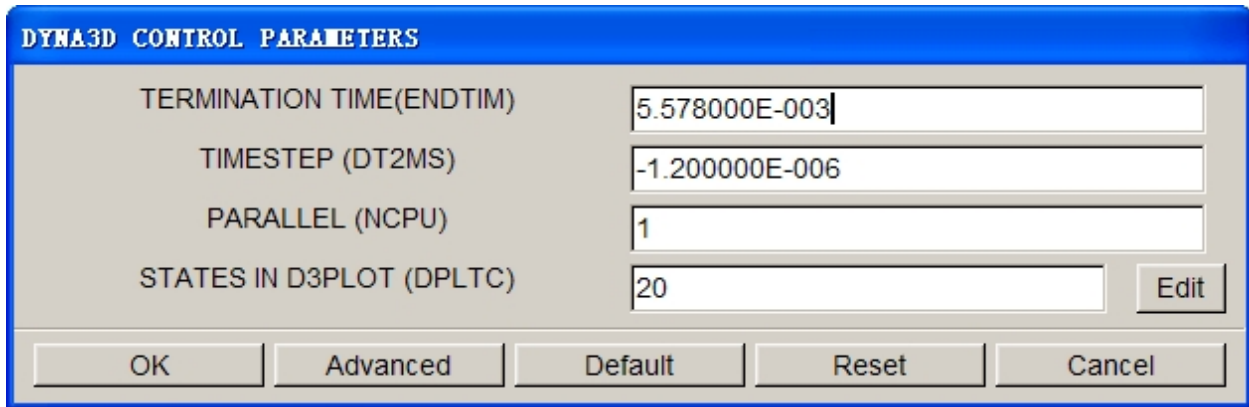 DYNA3D CONTROL PARAMETERS
TERMINATION TIME(ENDTIM) 5.578000E-003
TIMESTEP (DT2MS) -1.200000E-006
PARALLEL (NCPU) 1
STATES IN D3PLOT (DPLTC) 20 Edit
OK Advanced Default Reset Cancel